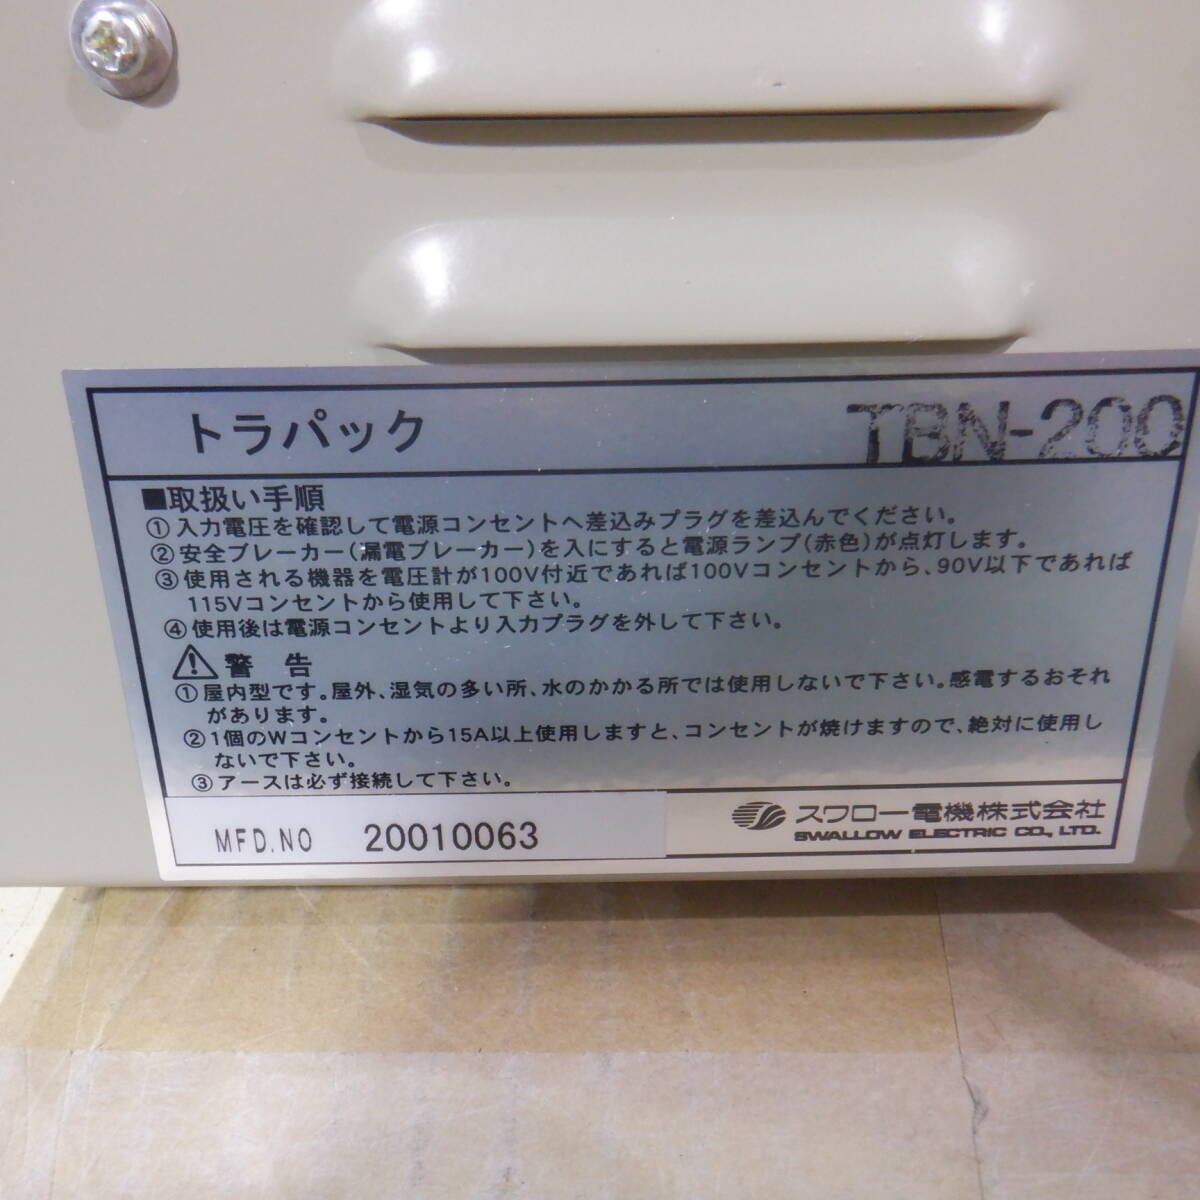 トラパック TBN-200
■取扱い手順
①入力電圧を確認して電源コンセントへ差込みプラグを差込んでください。
②安全ブレーカー(漏電ブレーカー)を入にすると電源ランプ(赤色)が点灯します。
③使用される機器を電圧計が100V付近であれば100Vコンセントから、90V以下であれば
115Vコンセントから使用して下さい。
④使用後は電源コンセントより入力プラグを外して下さい。
⚠警告
①屋内型です。屋外、湿気の多い所、水のかかる所では使用しないで下さい。感電するおそれ
があります。
②1個のWコンセントから15A以上使用しますと、コンセントが焼けますので、絶対に使用し
ないで下さい。
③アースは必ず接続して下さい。
MFD.NO 20010063
スワロー電機株式会社
SWALLOW ELECTRIC CO., LTD.